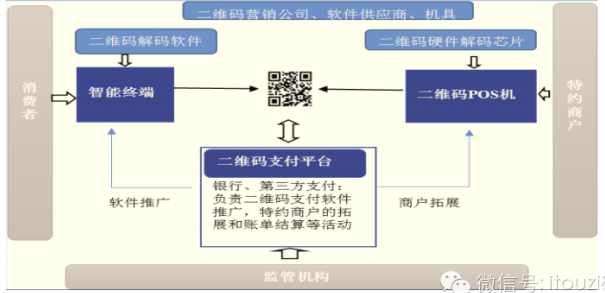 二维码营销公司、软件供应商、机具
二维码解码软件
二维码硬件解码芯片
消费者
智能终端
二维码POS机
特约商户
二维码支付平台
银行、第三方支付：
负责二维码支付软件
推广，特约商户的拓
展和账单结算等活动
软件推广
商户拓展
监管机构
微信号: itouzi8